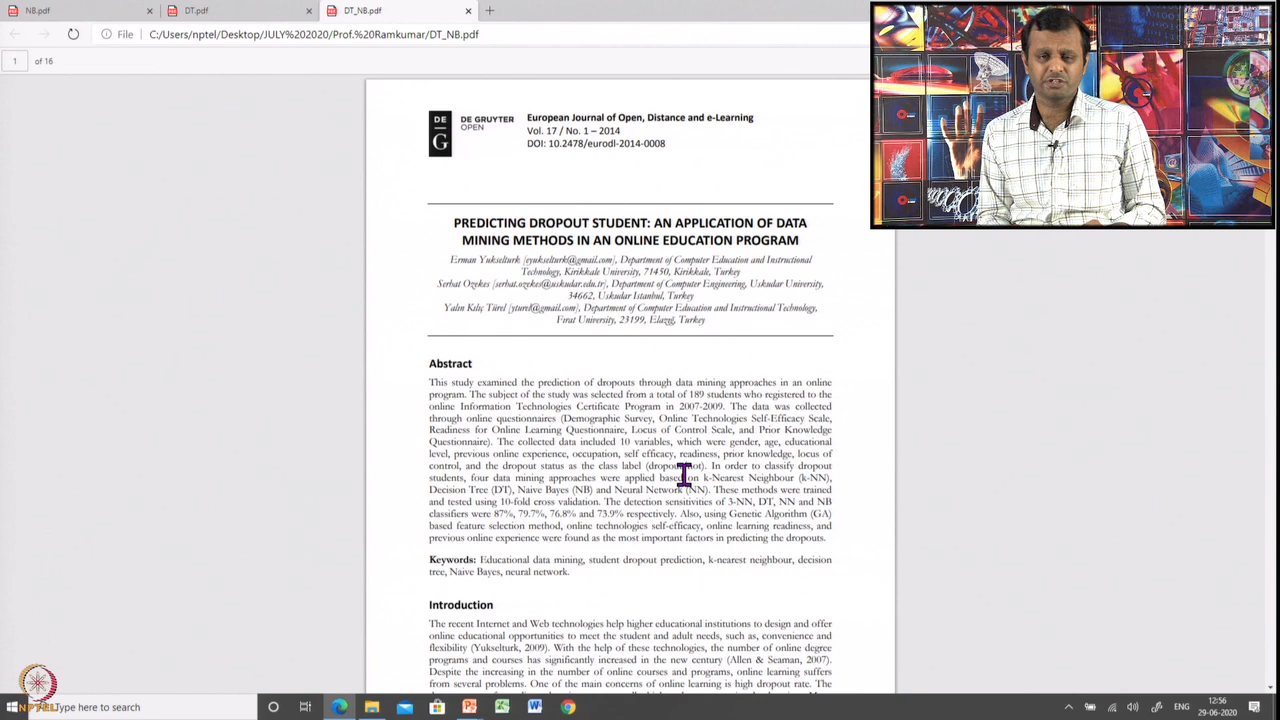 NB.pdf
DT.pdf
DT_NB.pdf
File
C:/Users/nptel/Desktop/JULY%202020/Prof.%20Ramkumar/DT_NB.pdf
1 of 16
DE
G
DE GRUYTER
OPEN
European Journal of Open, Distance and e-Learning
Vol. 17 / No. 1 – 2014
DOI: 10.2478/eurodl-2014-0008
PREDICTING DROPOUT STUDENT: AN APPLICATION OF DATA
MINING METHODS IN AN ONLINE EDUCATION PROGRAM
Erman Yukselturk [eyukselturk@gmail.com], Department of Computer Education and Instructional
Technology, Kirikkale University, 71450, Kirikkale, Turkey
Serhat Ozekes [serhat.ozekes@uskudar.edu.tr], Department of Computer Engineering, Uskudar University,
34662, Uskudar Istanbul, Turkey
Yalın Kılıç Türel [yturel@gmail.com], Department of Computer Education and Instructional Technology,
Fırat University, 23199, Elazığ, Turkey
Abstract
This study examined the prediction of dropouts through data mining approaches in an online
program. The subject of the study was selected from a total of 189 students who registered to the
online Information Technologies Certificate Program in 2007-2009. The data was collected
through online questionnaires (Demographic Survey, Online Technologies Self-Efficacy Scale,
Readiness for Online Learning Questionnaire, Locus of Control Scale, and Prior Knowledge
Questionnaire). The collected data included 10 variables, which were gender, age, educational
level, previous online experience, occupation, self efficacy, readiness, prior knowledge, locus of
control, and the dropout status as the class label (dropout/not). In order to classify dropout
students, four data mining approaches were applied based on k-Nearest Neighbour (k-NN),
Decision Tree (DT), Naive Bayes (NB) and Neural Network (NN). These methods were trained
and tested using 10-fold cross validation. The detection sensitivities of 3-NN, DT, NN and NB
classifiers were 87%, 79.7%, 76.8% and 73.9% respectively. Also, using Genetic Algorithm (GA)
based feature selection method, online technologies self-efficacy, online learning readiness, and
previous online experience were found as the most important factors in predicting the dropouts.
Keywords: Educational data mining, student dropout prediction, k-nearest neighbour, decision
tree, Naive Bayes, neural network.
Introduction
The recent Internet and Web technologies help higher educational institutions to design and offer
online educational opportunities to meet the student and adult needs, such as, convenience and
flexibility (Yukselturk, 2009). With the help of these technologies, the number of online degree
programs and courses has significantly increased in the new century (Allen & Seaman, 2007).
Despite the increasing in the number of online courses and programs, online learning suffers
from several problems. One of the main concerns of online learning is high dropout rate. The
Type here to search
12:56
29-06-2020
NPTEL